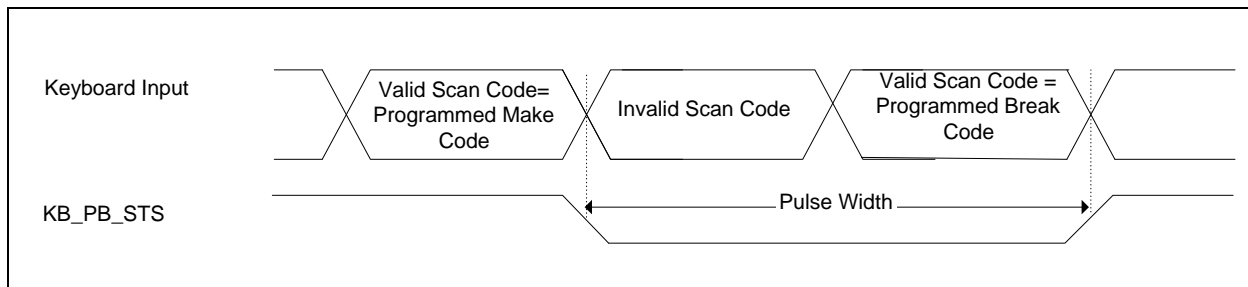 Keyboard Input
Valid Scan Code=
Programmed Make
Code
Invalid Scan Code
Valid Scan Code =
Programmed Break
Code
KB_PB_STS
Pulse Width